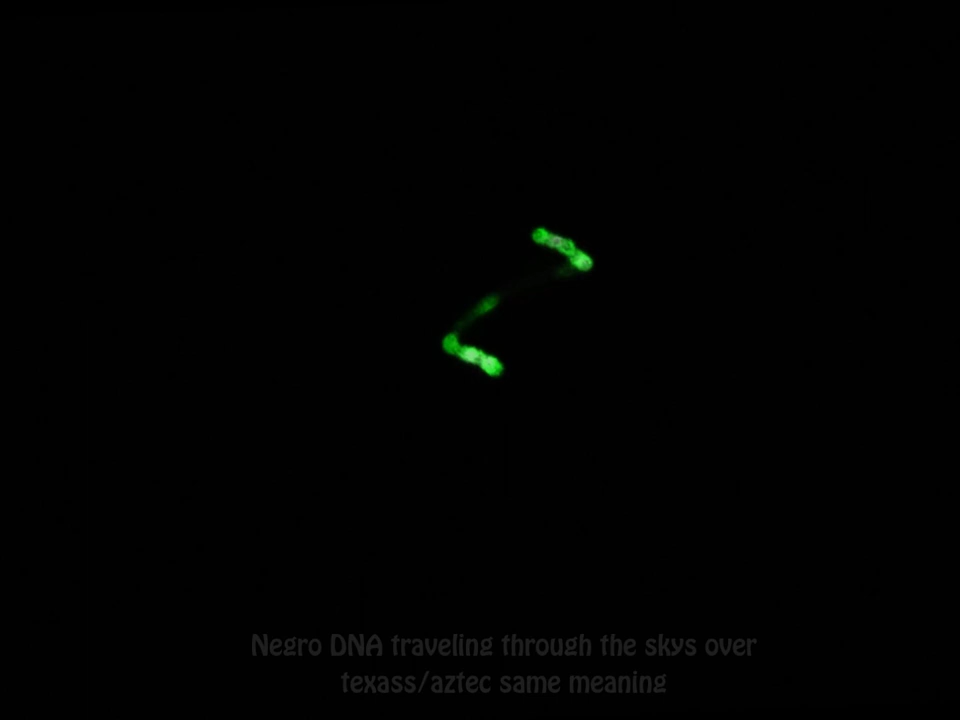 Negro DNA traveling through the skys over
texass/aztec same meaning